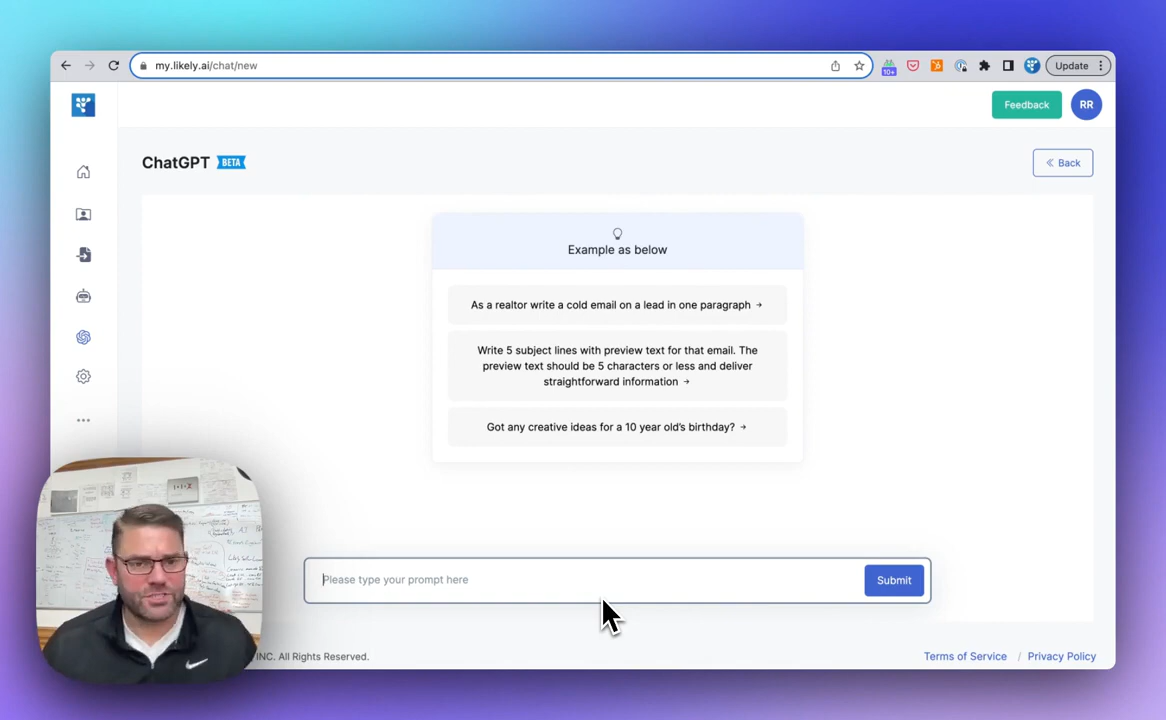 my.likely.ai/chat/new
10+
Update
Feedback
RR
ChatGPT BETA
Back
Example as below
As a realtor write a cold email on a lead in one paragraph →
Write 5 subject lines with preview text for that email. The
preview text should be 5 characters or less and deliver
straightforward information →
Got any creative ideas for a 10 year old's birthday? →
Please type your prompt here
Submit
INC. All Rights Reserved.
Terms of Service / Privacy Policy